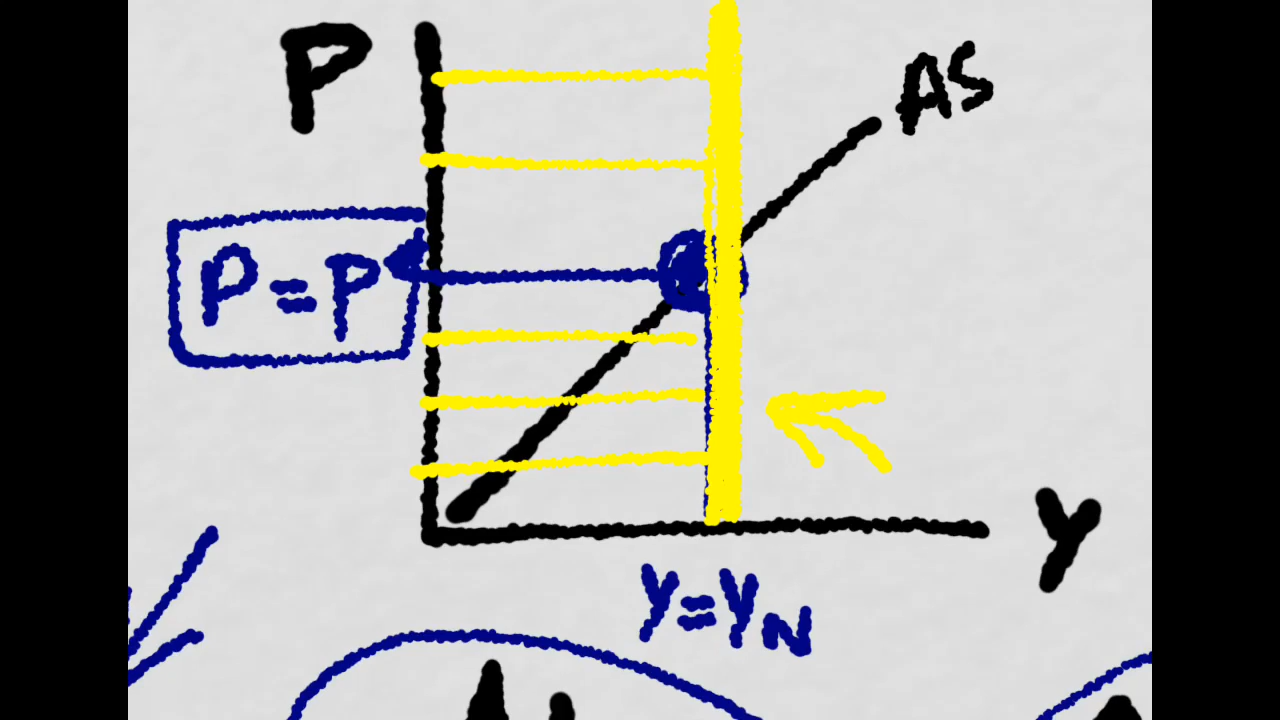 P
AS
P = P
Y
Y = YN